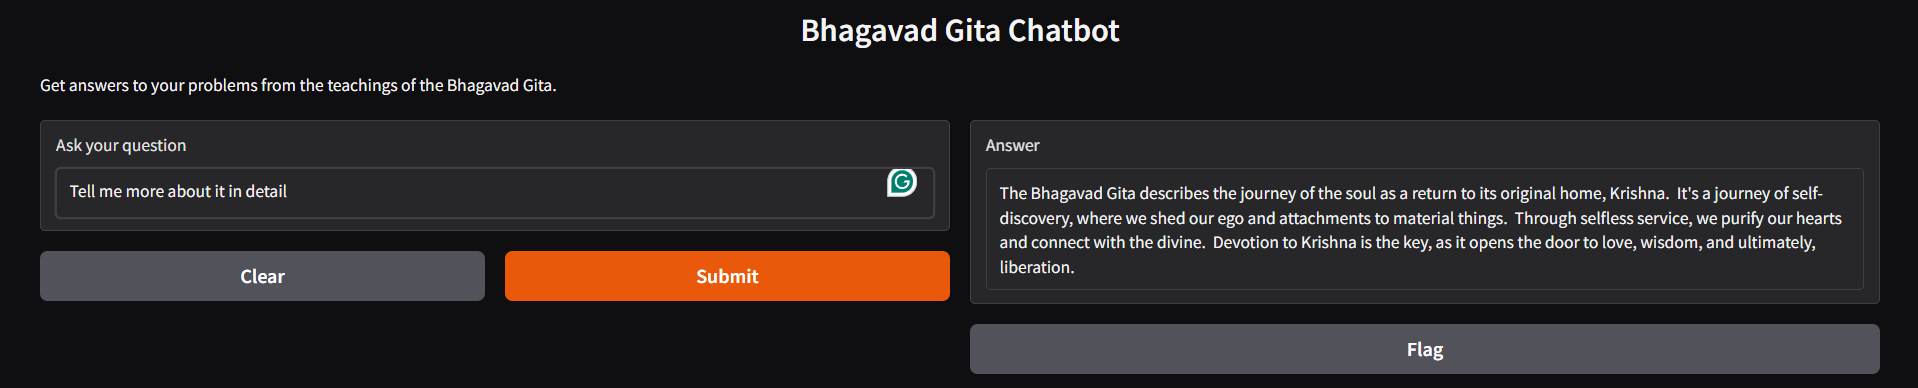 Bhagavad Gita Chatbot
Get answers to your problems from the teachings of the Bhagavad Gita.
Ask your question
Tell me more about it in detail
Clear
Submit
Answer
The Bhagavad Gita describes the journey of the soul as a return to its original home, Krishna.  It's a journey of self-
discovery, where we shed our ego and attachments to material things.  Through selfless service, we purify our hearts
and connect with the divine.  Devotion to Krishna is the key, as it opens the door to love, wisdom, and ultimately,
liberation.
Flag